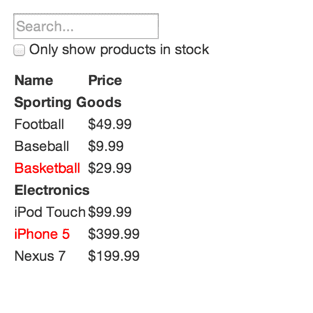 Search...
Only show products in stock
Name Price
Sporting Goods
Football $49.99
Baseball $9.99
Basketball $29.99
Electronics
iPod Touch $99.99
iPhone 5 $399.99
Nexus 7 $199.99